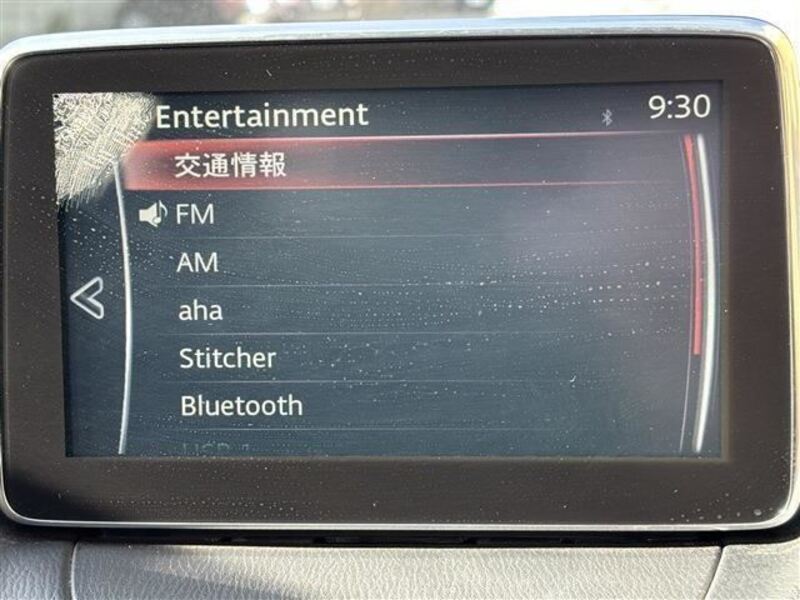 Entertainment
9:30
交通情報
FM
AM
aha
Stitcher
Bluetooth